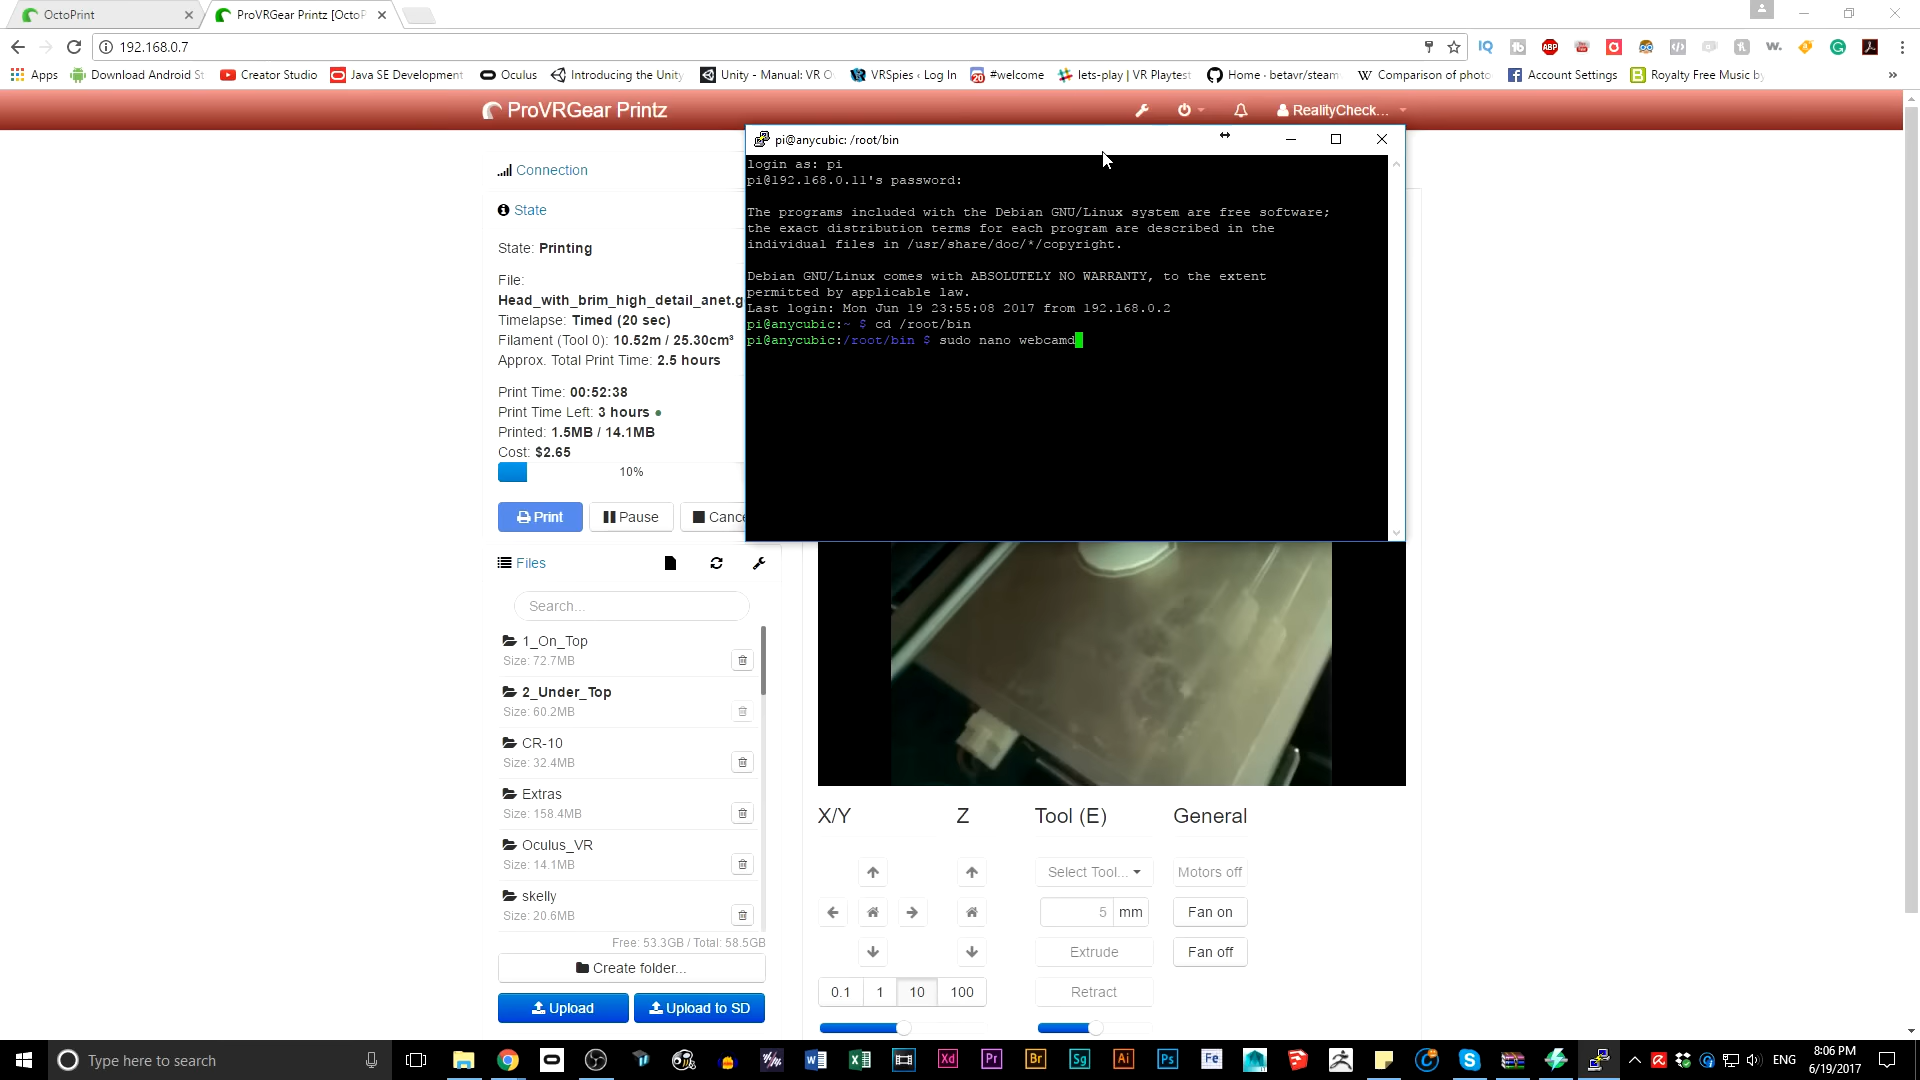 OctoPrint
ProVRGear Printz [OctoP
192.168.0.7
Apps
Download Android St
Creator Studio
Java SE Development
Oculus
Introducing the Unity
Unity - Manual: VR O
VRSpies ‹ Log In
#welcome
lets-play | VR Playtest
Home · betavr/steam
Comparison of photo
Account Settings
Royalty Free Music by
»
ProVRGear Printz
RealityCheck...
pi@anycubic: /root/bin
login as: pi
pi@192.168.0.11's password:
The programs included with the Debian GNU/Linux system are free software;
the exact distribution terms for each program are described in the
individual files in /usr/share/doc/*/copyright.
Debian GNU/Linux comes with ABSOLUTELY NO WARRANTY, to the extent
permitted by applicable law.
Last login: Mon Jun 19 23:55:08 2017 from 192.168.0.2
pi@anycubic:~ $ cd /root/bin
pi@anycubic:/root/bin $ sudo nano webcamd
Connection
State
State: Printing
File:
Head_with_brim_high_detail_anet.g
Timelapse: Timed (20 sec)
Filament (Tool 0): 10.52m / 25.30cm³
Approx. Total Print Time: 2.5 hours
Print Time: 00:52:38
Print Time Left: 3 hours
Printed: 1.5MB / 14.1MB
Cost: $2.65
10%
Print
Pause
Cance
Files
Search...
1_On_Top
Size: 72.7MB
2_Under_Top
Size: 60.2MB
CR-10
Size: 32.4MB
Extras
Size: 158.4MB
Oculus_VR
Size: 14.1MB
skelly
Size: 20.6MB
Free: 53.3GB / Total: 58.5GB
Create folder...
Upload
Upload to SD
X/Y
Z
Tool (E)
General
Select Tool...
Motors off
5 mm
Fan on
Extrude
Fan off
0.1 1 10 100
Retract
Type here to search
ENG
8:06 PM
6/19/2017